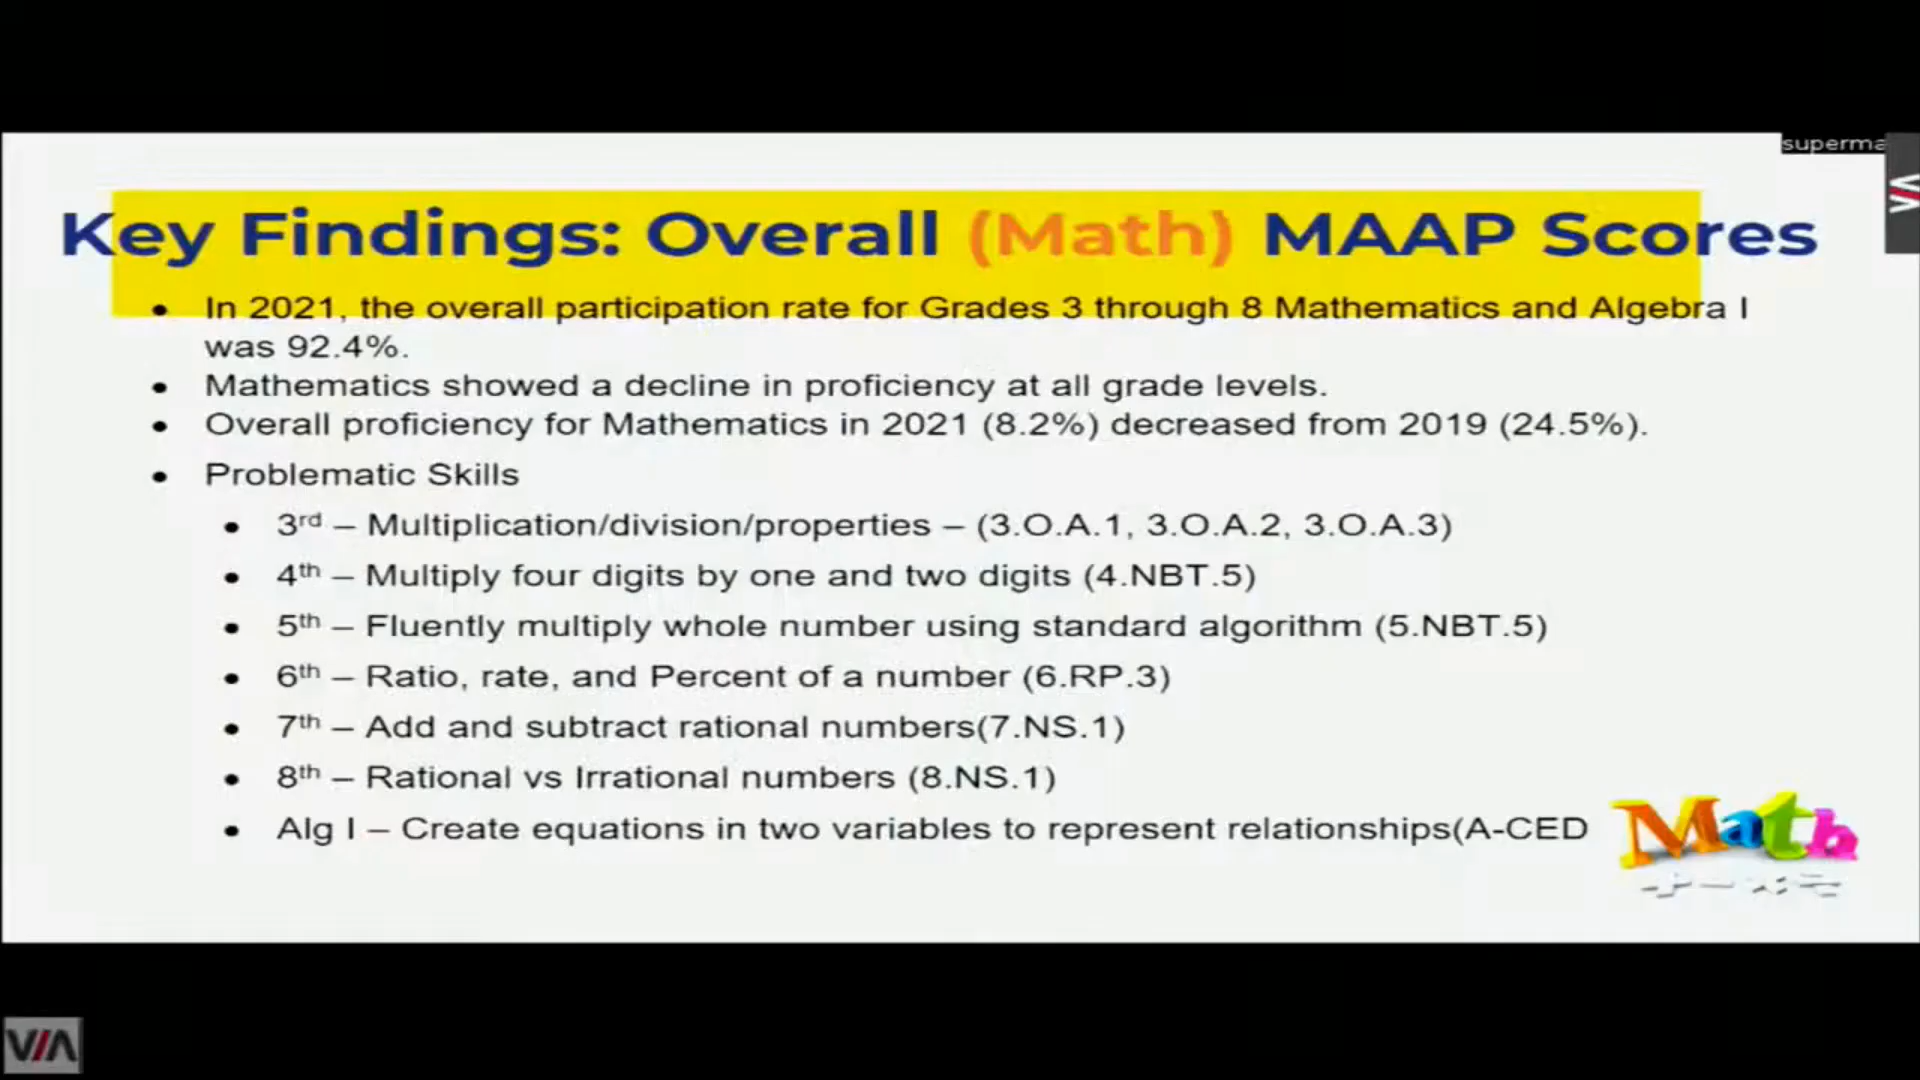 superma
Key Findings: Overall (Math) MAAP Scores
• In 2021, the overall participation rate for Grades 3 through 8 Mathematics and Algebra I
was 92.4%.
• Mathematics showed a decline in proficiency at all grade levels.
• Overall proficiency for Mathematics in 2021 (8.2%) decreased from 2019 (24.5%).
• Problematic Skills
• 3rd – Multiplication/division/properties – (3.O.A.1, 3.O.A.2, 3.O.A.3)
• 4th – Multiply four digits by one and two digits (4.NBT.5)
• 5th – Fluently multiply whole number using standard algorithm (5.NBT.5)
• 6th – Ratio, rate, and Percent of a number (6.RP.3)
• 7th – Add and subtract rational numbers(7.NS.1)
• 8th – Rational vs Irrational numbers (8.NS.1)
• Alg I – Create equations in two variables to represent relationships(A-CED
Math
+ − × ÷
VIA